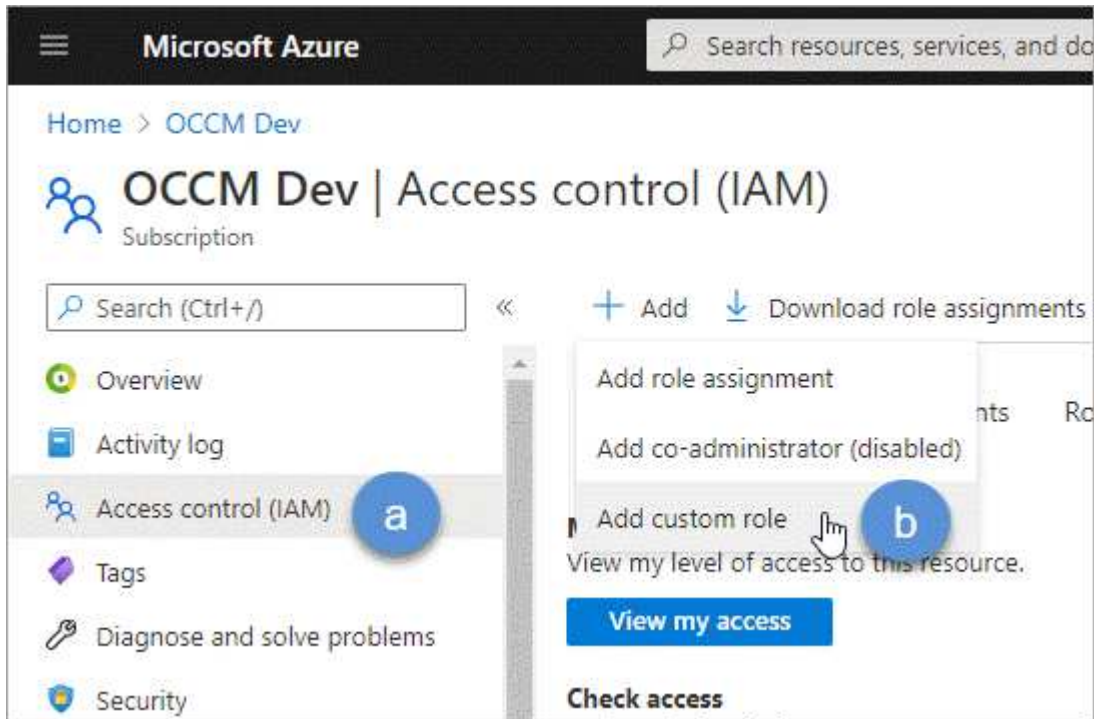 Microsoft Azure
Search resources, services, and do
Home > OCCM Dev
OCCM Dev | Access control (IAM)
Subscription
Search (Ctrl+/)
«
+ Add
Download role assignments
Overview
Activity log
Access control (IAM)
a
Tags
Diagnose and solve problems
Security
Add role assignment
nts
Ro
Add co-administrator (disabled)
Add custom role
b
View my level of access to this resource.
View my access
Check access